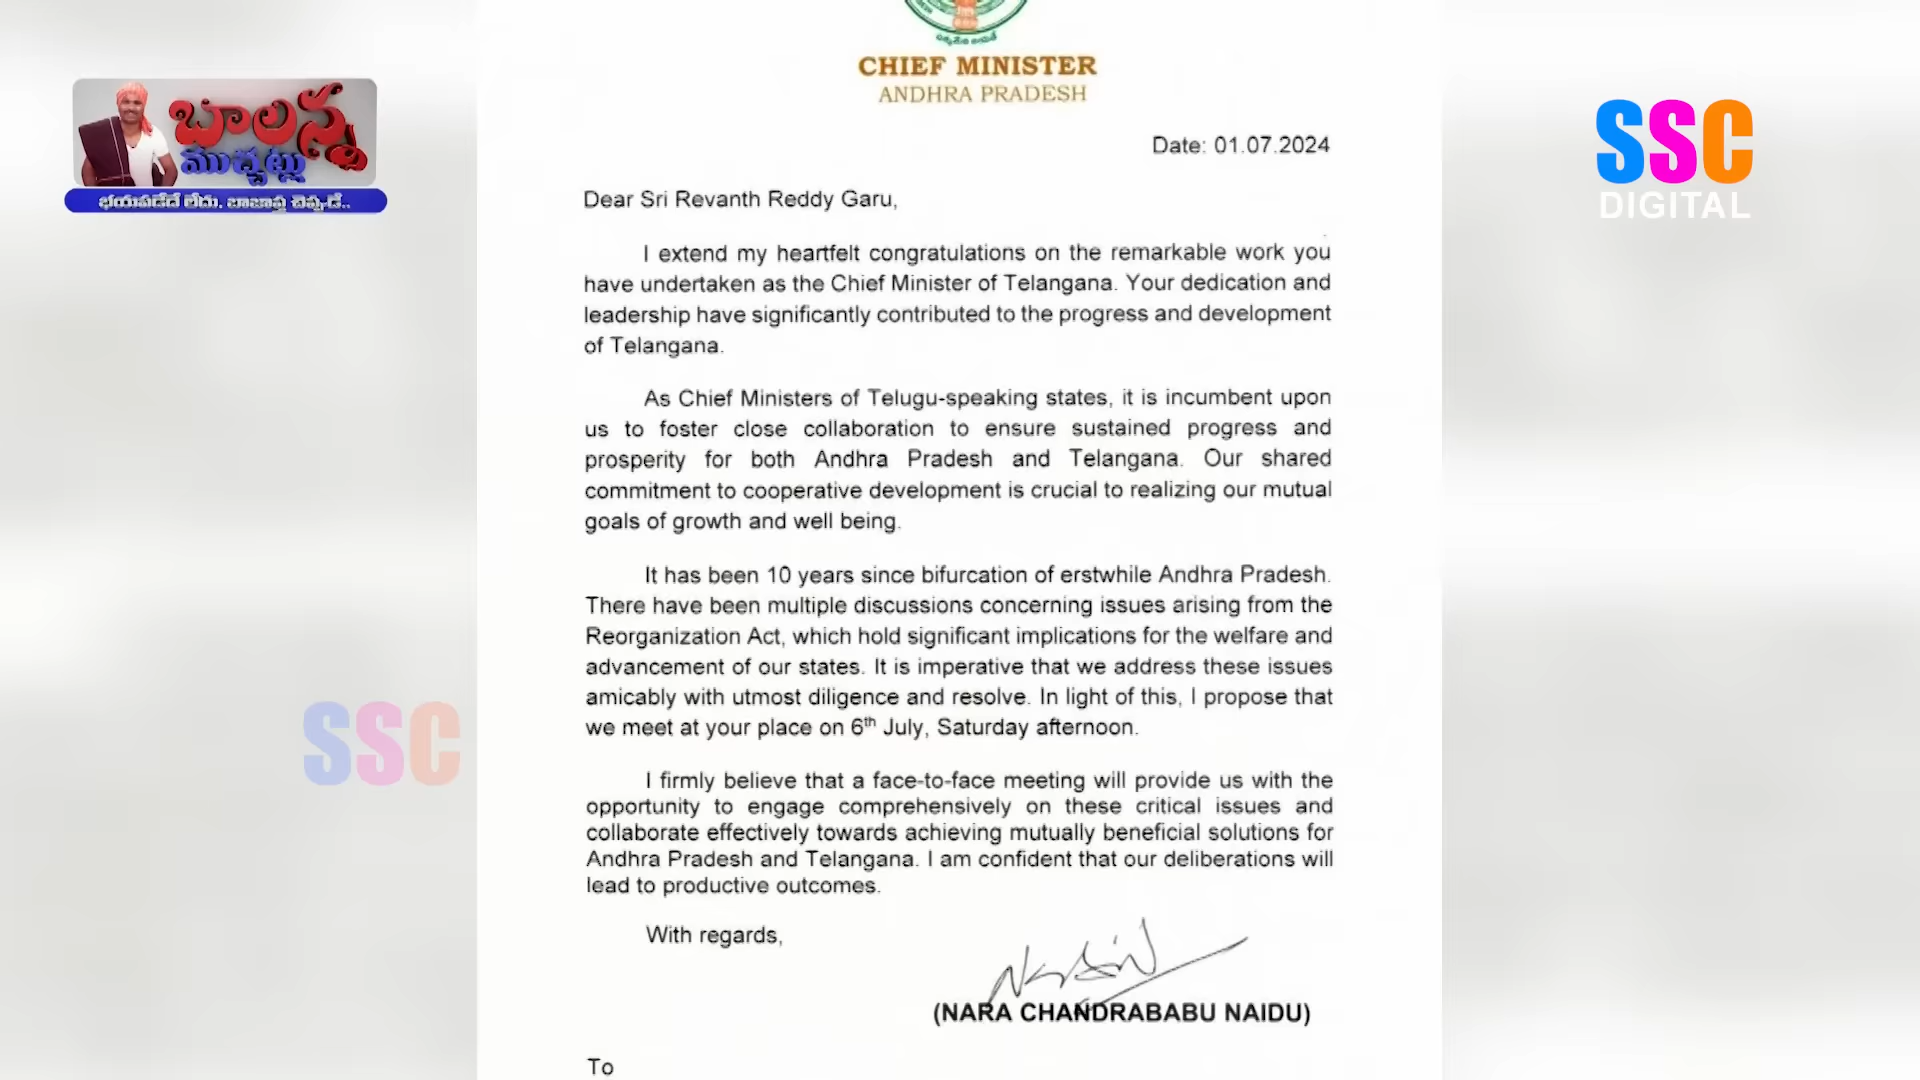 CHIEF MINISTER
ANDHRA PRADESH
Date: 01.07.2024
Dear Sri Revanth Reddy Garu,
I extend my heartfelt congratulations on the remarkable work you
have undertaken as the Chief Minister of Telangana. Your dedication and
leadership have significantly contributed to the progress and development
of Telangana.
As Chief Ministers of Telugu-speaking states, it is incumbent upon
us to foster close collaboration to ensure sustained progress and
prosperity for both Andhra Pradesh and Telangana. Our shared
commitment to cooperative development is crucial to realizing our mutual
goals of growth and well being.
It has been 10 years since bifurcation of erstwhile Andhra Pradesh.
There have been multiple discussions concerning issues arising from the
Reorganization Act, which hold significant implications for the welfare and
advancement of our states. It is imperative that we address these issues
amicably with utmost diligence and resolve. In light of this, I propose that
we meet at your place on 6th July, Saturday afternoon.
I firmly believe that a face-to-face meeting will provide us with the
opportunity to engage comprehensively on these critical issues and
collaborate effectively towards achieving mutually beneficial solutions for
Andhra Pradesh and Telangana. I am confident that our deliberations will
lead to productive outcomes.
With regards,
(NARA CHANDRABABU NAIDU)
To
బాలన్న
ముచ్చట్లు
భయపడేదే లేదు. బాజాప్త చెప్పుడే..
SSC
DIGITAL
SSC